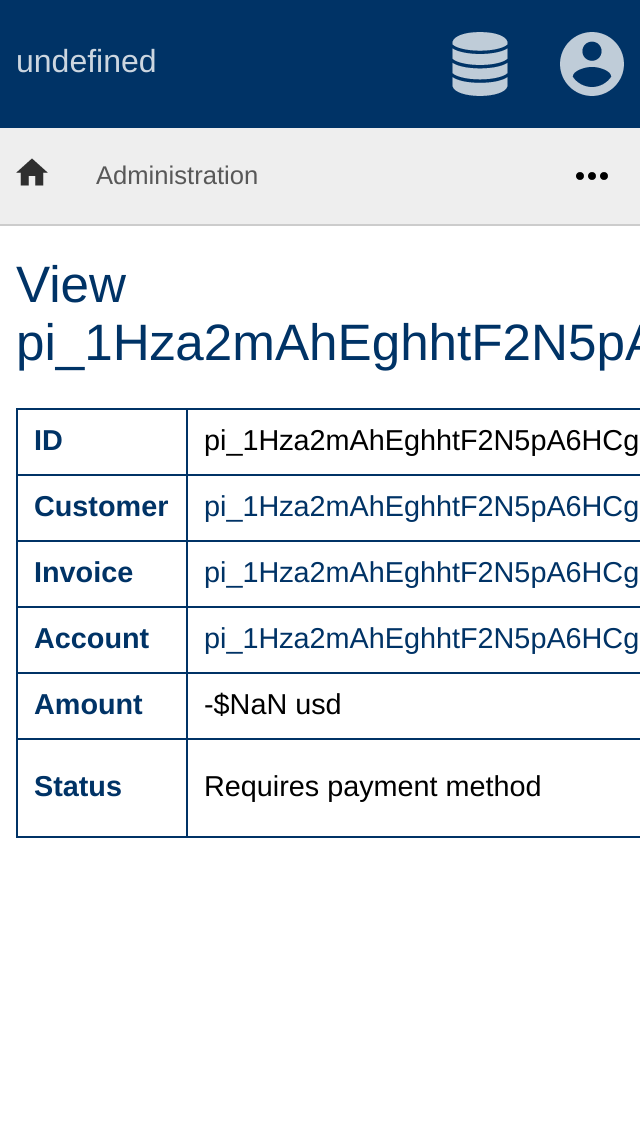 undefined
Administration
View
pi_1Hza2mAhEghhtF2N5pA
ID pi_1Hza2mAhEghhtF2N5pA6HCg
Customer pi_1Hza2mAhEghhtF2N5pA6HCg
Invoice pi_1Hza2mAhEghhtF2N5pA6HCg
Account pi_1Hza2mAhEghhtF2N5pA6HCg
Amount -$NaN usd
Status Requires payment method